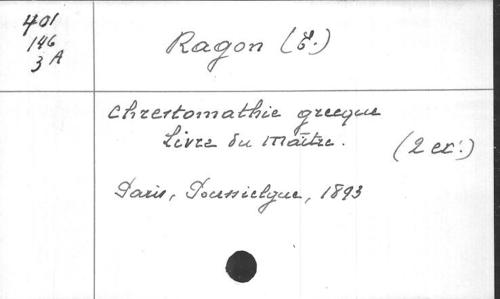 401
146
3 A
Ragon (É.)
Chrestomathie grecque
Livre du Maître.
(2 ex.)
Paris, Poussielgue, 1893